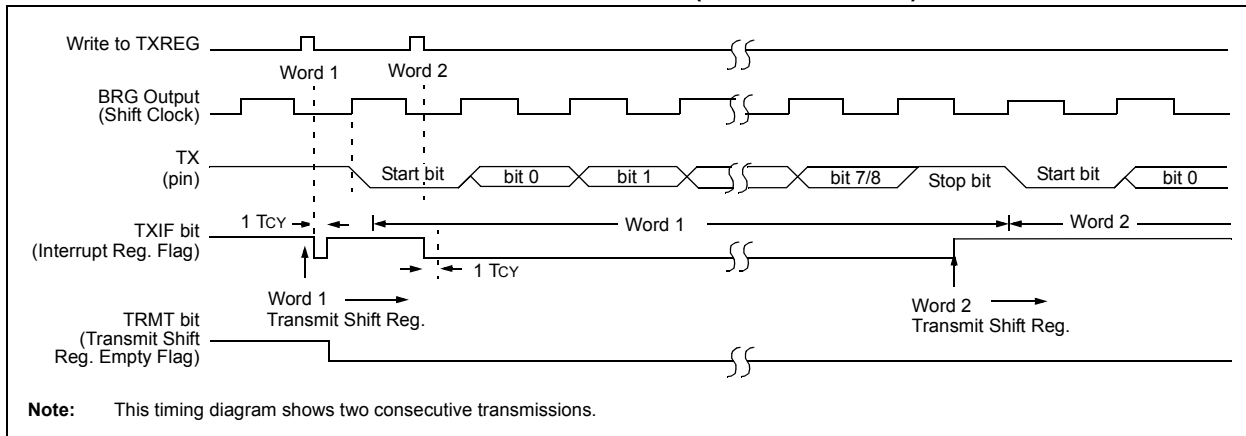 Write to TXREG
Word 1
Word 2
BRG Output
(Shift Clock)
TX
(pin)
Start bit
bit 0
bit 1
bit 7/8
Stop bit
Start bit
bit 0
1 TCY
Word 1
Word 2
TXIF bit
(Interrupt Reg. Flag)
1 TCY
Word 1
Transmit Shift Reg.
Word 2
Transmit Shift Reg.
TRMT bit
(Transmit Shift
Reg. Empty Flag)
Note: This timing diagram shows two consecutive transmissions.